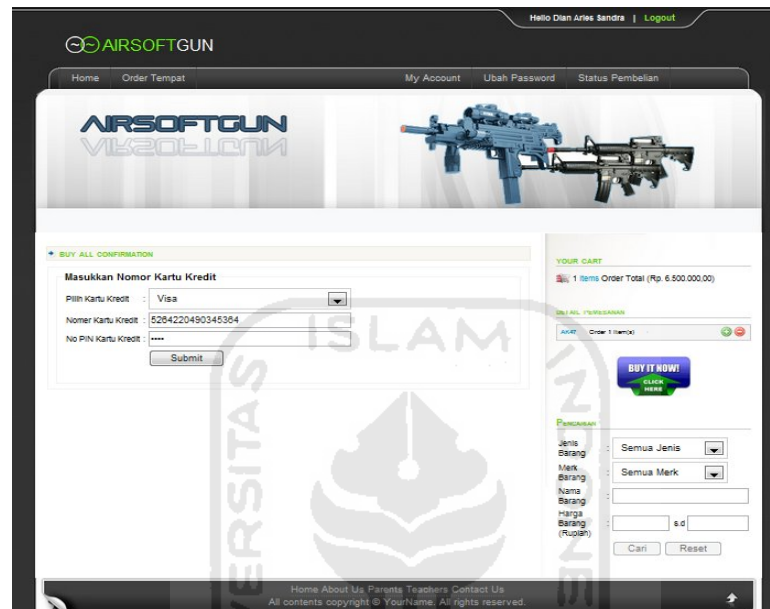 Hello Dian Aries Sandra | Logout
AIRSOFTGUN
Home Order Tempat My Account Ubah Password Status Pembelian
AIRSOFTGUN
BUY ALL CONFIRMATION
Masukkan Nomor Kartu Kredit
Pilih Kartu Kredit : Visa
Nomer Kartu Kredit : 5264220490345364
No PIN Kartu Kredit : ••••
Submit
YOUR CART
1 Items Order Total (Rp. 6.500.000,00)
DETAIL PEMESANAN
AK47 Order 1 Item(s)
BUY IT NOW!
CLICK
HERE
PENCARIAN
Jenis
Barang : Semua Jenis
Merk
Barang : Semua Merk
Nama
Barang :
Harga
Barang : s.d
(Rupiah)
Cari Reset
ISLAM
Home About Us Parents Teachers Contact Us
All contents copyright © YourName. All rights reserved.